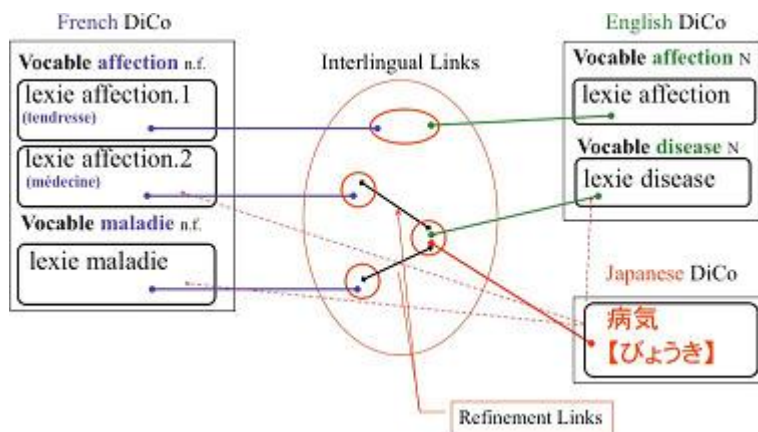 French DiCo
Vocable affection n.f.
lexie affection.1
(tendresse)
lexie affection.2
(médecine)
Vocable maladie n.f.
lexie maladie
Interlingual Links
Refinement Links
English DiCo
Vocable affection N
lexie affection
Vocable disease N
lexie disease
Japanese DiCo
病気
【びょうき】